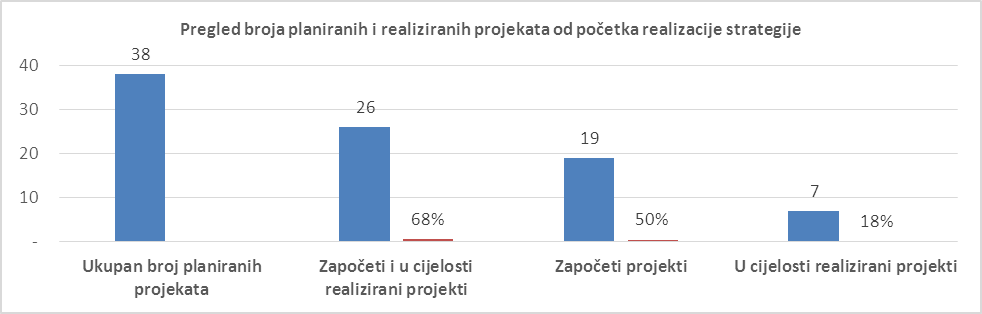 Pregled broja planiranih i realiziranih projekata od početka realizacije strategije
38
40
26
30
19
20
7
10
68%
50%
18%
-
Ukupan broj planiranih
projekata
Započeti i u cijelosti
realizirani projekti
Započeti projekti
U cijelosti realizirani projekti